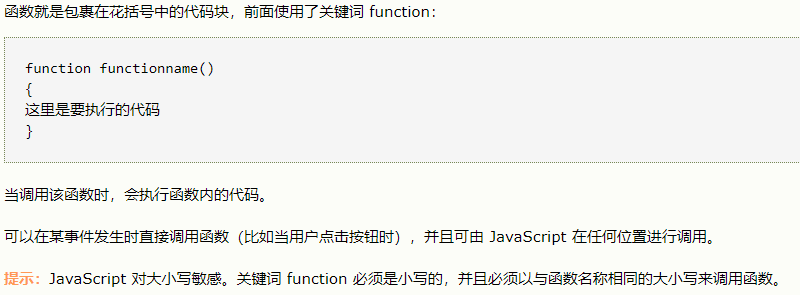 函数就是包裹在花括号中的代码块，前面使用了关键词 function：
function functionname()
{
这里是要执行的代码
}
当调用该函数时，会执行函数内的代码。
可以在某事件发生时直接调用函数（比如当用户点击按钮时），并且可由 JavaScript 在任何位置进行调用。
提示：JavaScript 对大小写敏感。关键词 function 必须是小写的，并且必须以与函数名称相同的大小写来调用函数。